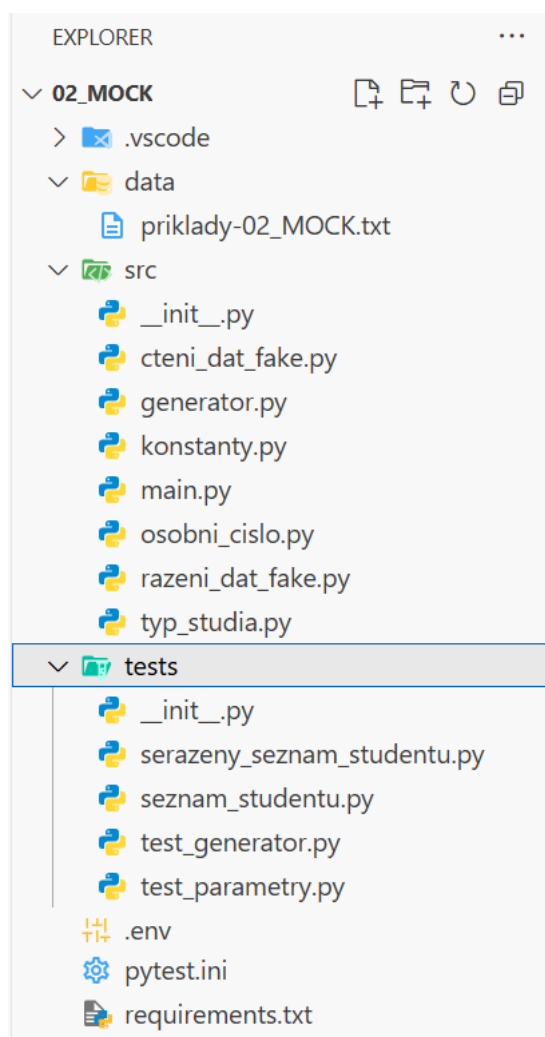 EXPLORER ...
02_MOCK
.vscode
data
priklady-02_MOCK.txt
src
__init__.py
cteni_dat_fake.py
generator.py
konstanty.py
main.py
osobni_cislo.py
razeni_dat_fake.py
typ_studia.py
tests
__init__.py
serazeny_seznam_studentu.py
seznam_studentu.py
test_generator.py
test_parametry.py
.env
pytest.ini
requirements.txt